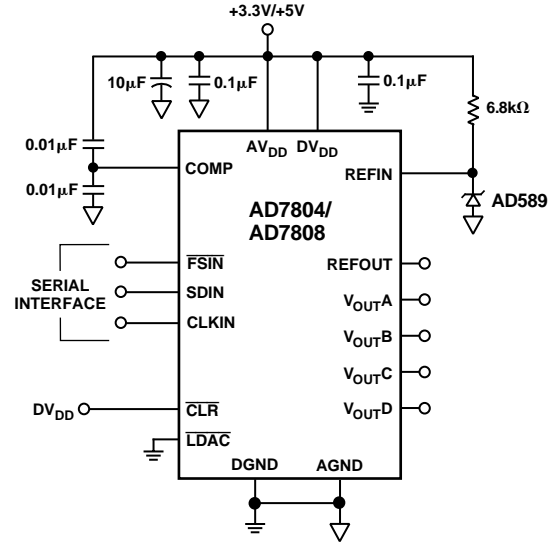 +3.3V/+5V
10μF
0.1μF
0.1μF
6.8kΩ
0.01μF
0.01μF
AVDD
DVDD
COMP
REFIN
AD7804/
AD7808
AD589
FSIN
SDIN
CLKIN
SERIAL
INTERFACE
REFOUT
VOUTA
VOUTB
VOUTC
VOUTD
DVDD
CLR
LDAC
DGND
AGND